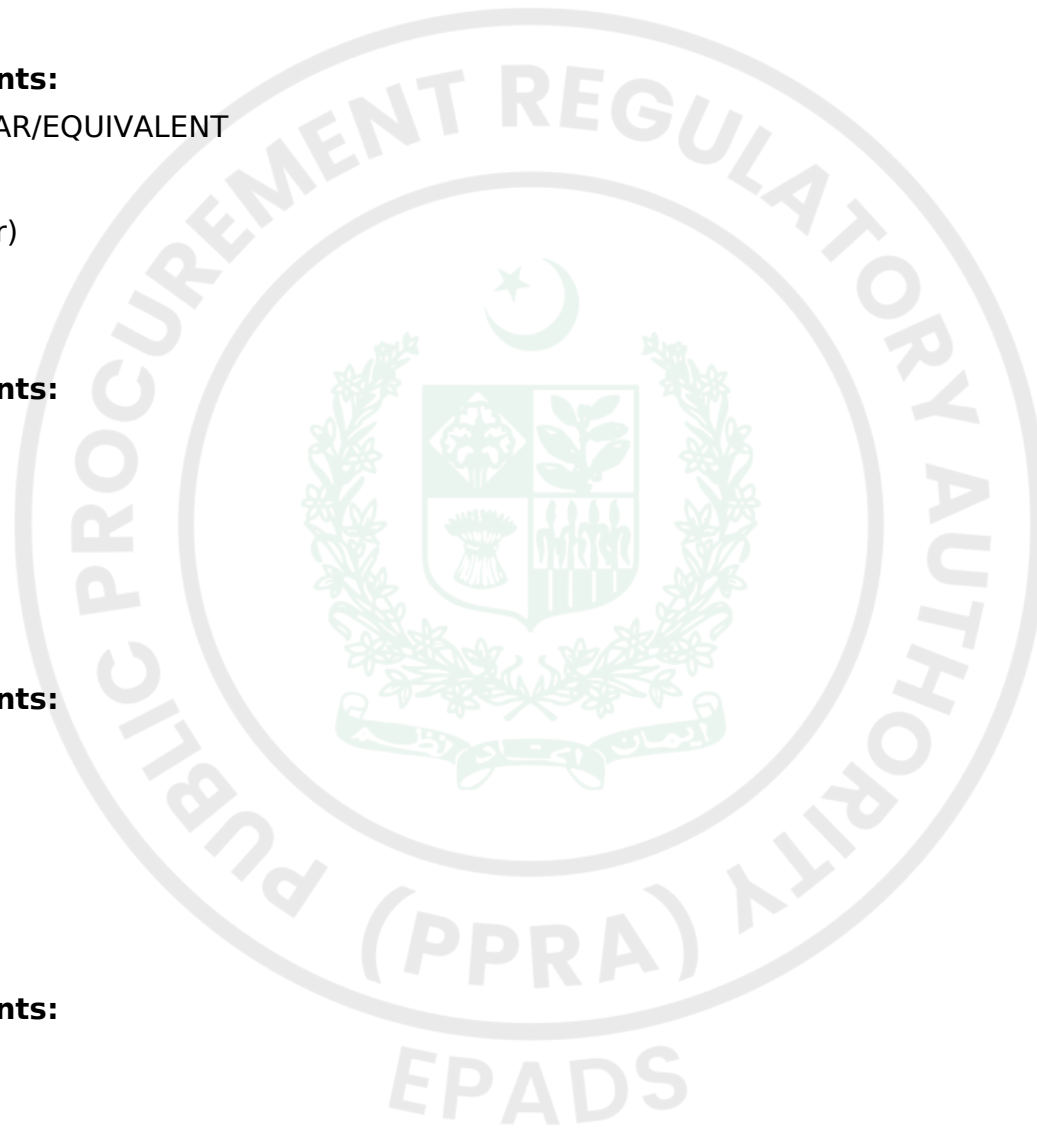 nts:
AR/EQUIVALENT
r)
nts:
nts:
nts:
PUBLIC PROCUREMENT REGULATORY AUTHORITY
(PPRA)
EPADS